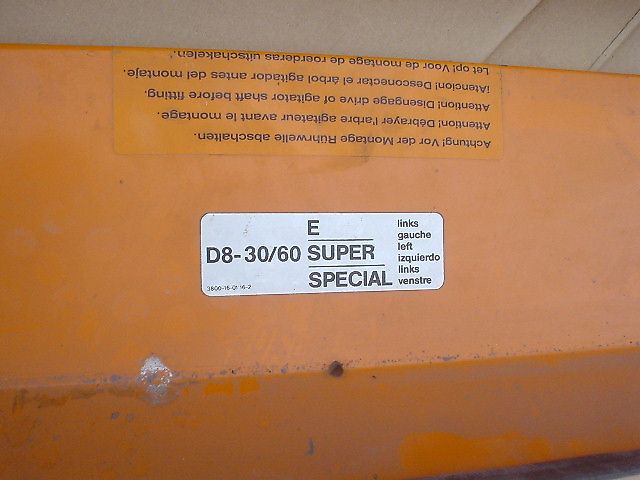 Achtung! Vor der Montage Rührwelle abschalten.
Attention! Débrayer l'arbre agitateur avant le montage.
Attention! Disengage drive of agitator shaft before fitting.
¡Atencion! Desconectar el árbol agitador antes del montaje.
Let op! Voor de montage de roerderas uitschakelen.
D8-30/60
E
SUPER
SPECIAL
links
gauche
left
izquierdo
links
venstre